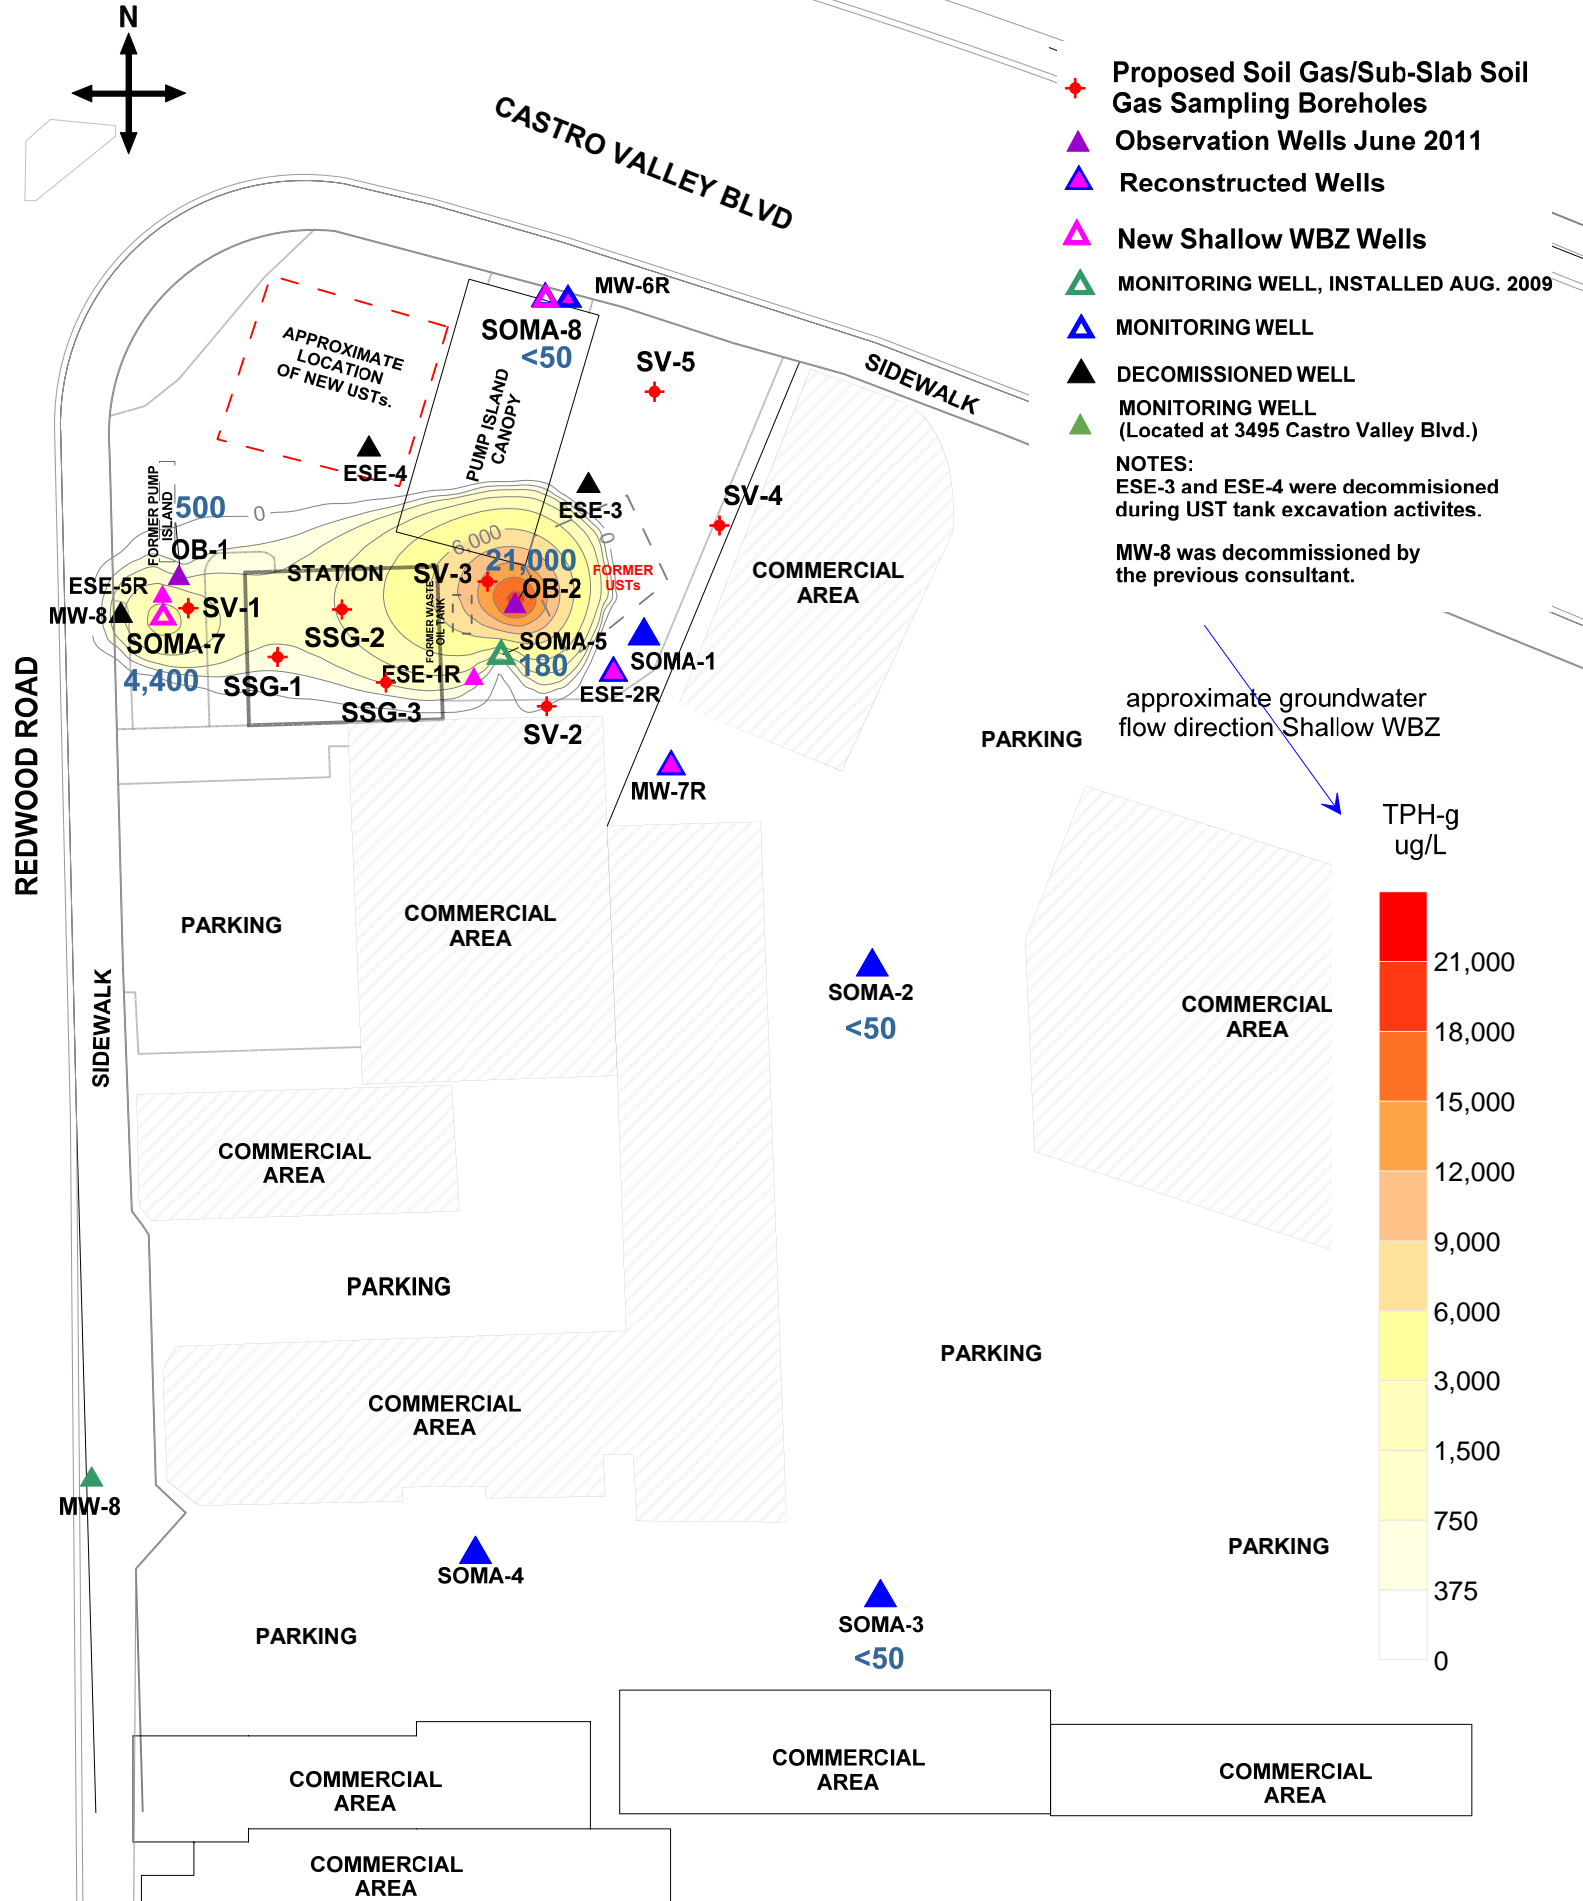 N
CASTRO VALLEY BLVD
Proposed Soil Gas/Sub-Slab Soil
Gas Sampling Boreholes
Observation Wells June 2011
Reconstructed Wells
New Shallow WBZ Wells
MONITORING WELL, INSTALLED AUG. 2009
MONITORING WELL
DECOMISSIONED WELL
MONITORING WELL
(Located at 3495 Castro Valley Blvd.)
NOTES:
ESE-3 and ESE-4 were decommisioned
during UST tank excavation activites.
MW-8 was decommissioned by
the previous consultant.
approximate groundwater
flow direction Shallow WBZ
TPH-g
ug/L
21,000
18,000
15,000
12,000
9,000
6,000
3,000
1,500
750
375
0
MW-6R
SOMA-8
<50
SV-5
SIDEWALK
APPROXIMATE
LOCATION
OF NEW USTs.
PUMP ISLAND
CANOPY
ESE-4
SV-4
ESE-3
FORMER PUMP
ISLAND
500
0
6,000
0
OB-1
21,000
STATION
SV-3
OB-2
FORMER
USTs
COMMERCIAL
AREA
ESE-5R
MW-8
SV-1
SSG-2
FORMER WASTE
OIL TANK
SOMA-7
SOMA-5
180
SOMA-1
4,400
SSG-1
ESE-1R
ESE-2R
SSG-3
SV-2
PARKING
MW-7R
REDWOOD ROAD
PARKING
COMMERCIAL
AREA
SIDEWALK
SOMA-2
<50
COMMERCIAL
AREA
COMMERCIAL
AREA
PARKING
PARKING
COMMERCIAL
AREA
MW-8
SOMA-4
PARKING
SOMA-3
<50
PARKING
COMMERCIAL
AREA
COMMERCIAL
AREA
COMMERCIAL
AREA
COMMERCIAL
AREA